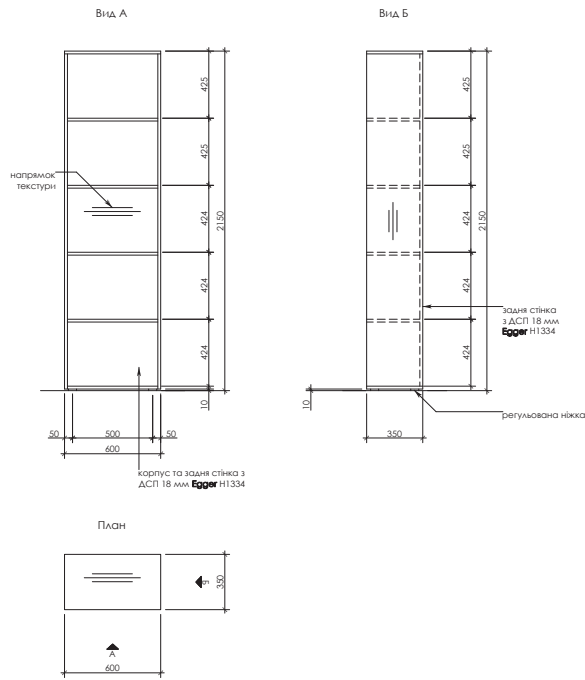 Вид А
Вид Б
425
425
424
424
424
10
2150
напрямок
текстури
50
500
50
600
корпус та задня стінка з
ДСП 18 мм Egger H1334
425
425
424
424
424
2150
10
350
задня стінка
з ДСП 18 мм
Egger H1334
регульована ніжка
План
350
Б
А
600